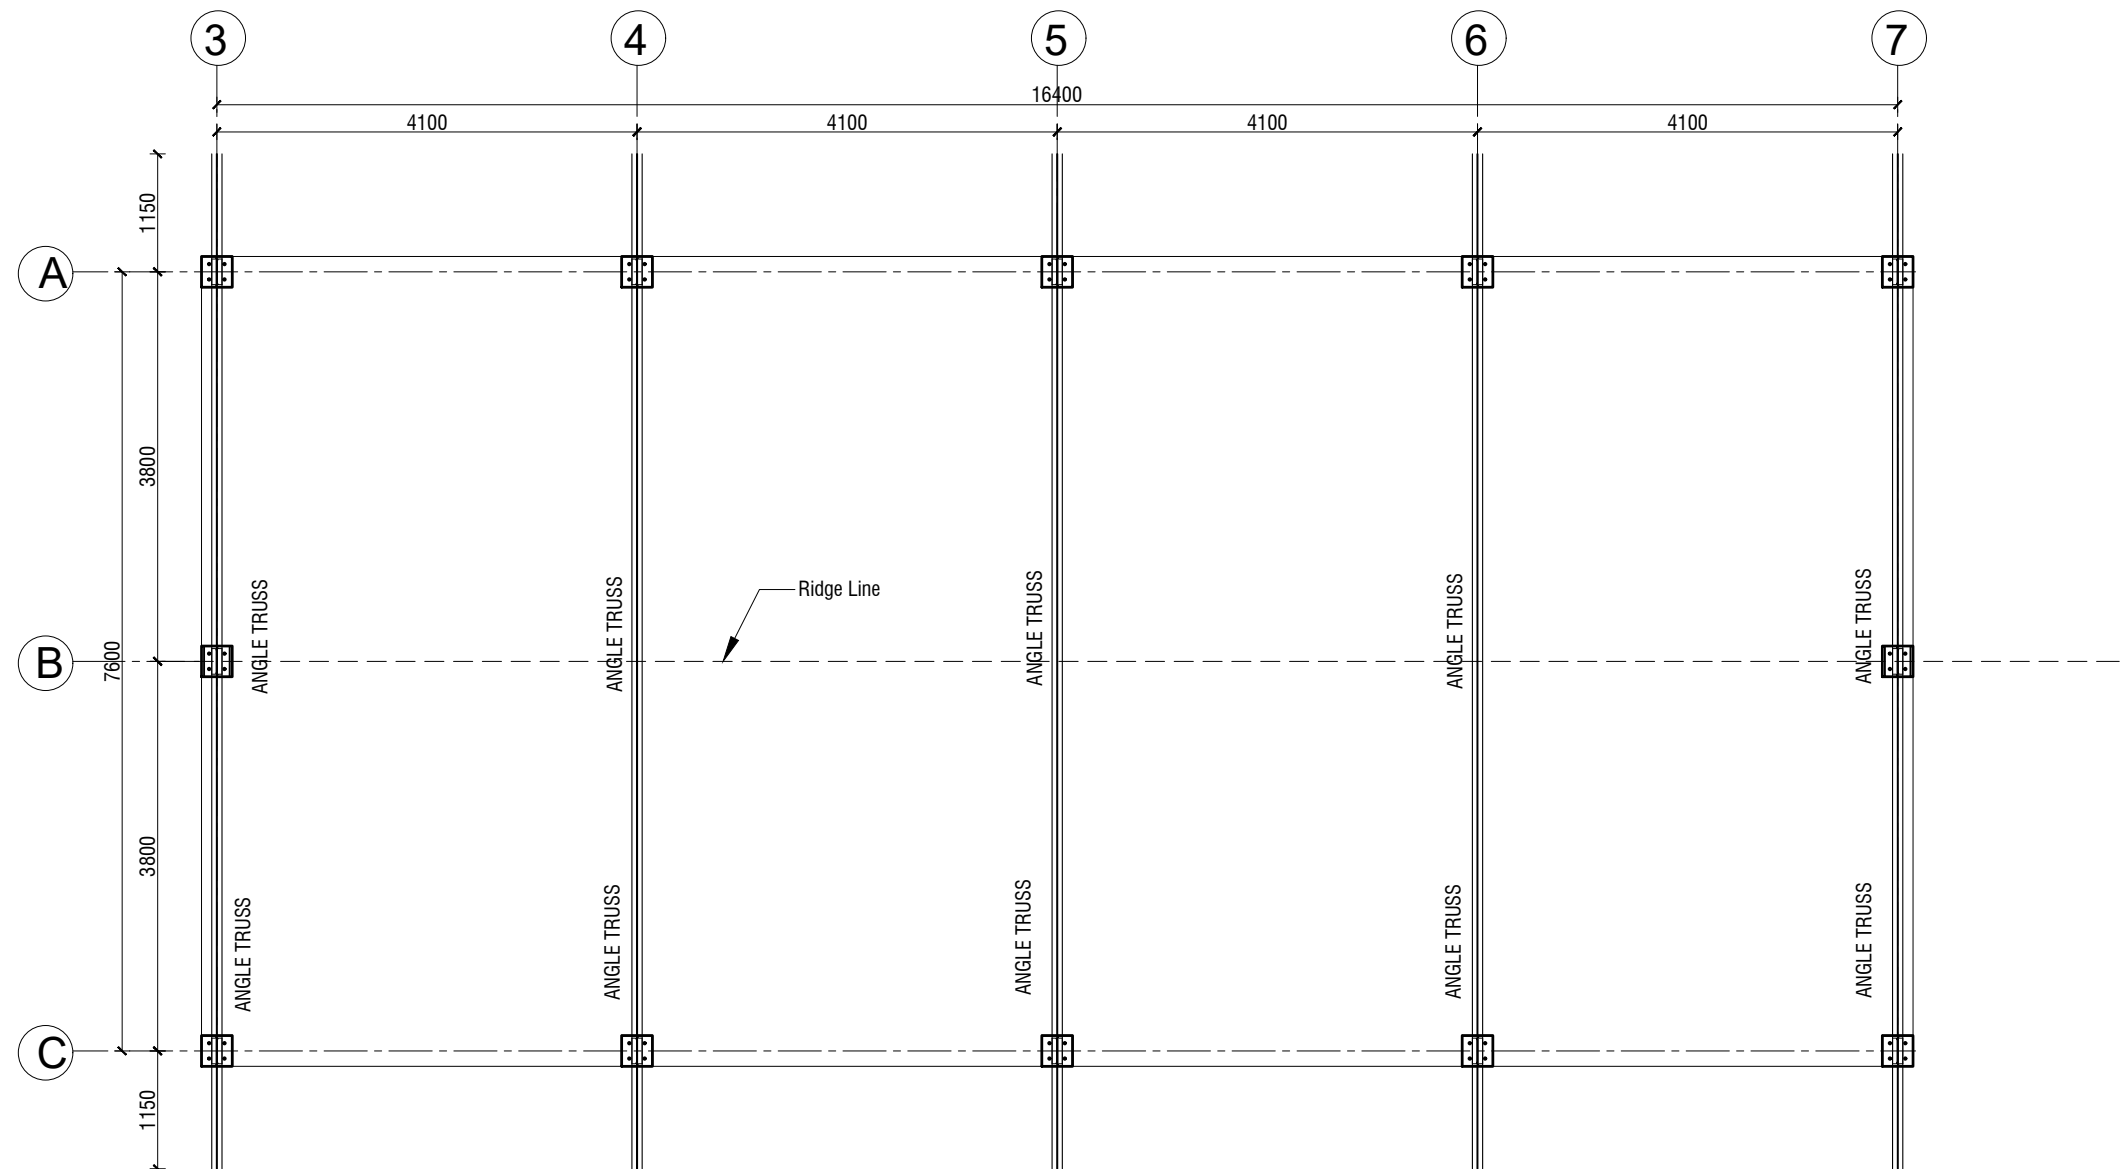 3 4 5 6 7
16400
4100 4100 4100 4100
1150
A
3800
ANGLE TRUSS ANGLE TRUSS ANGLE TRUSS ANGLE TRUSS ANGLE TRUSS
Ridge Line
B
7600
3800
ANGLE TRUSS ANGLE TRUSS ANGLE TRUSS ANGLE TRUSS ANGLE TRUSS
C
1150